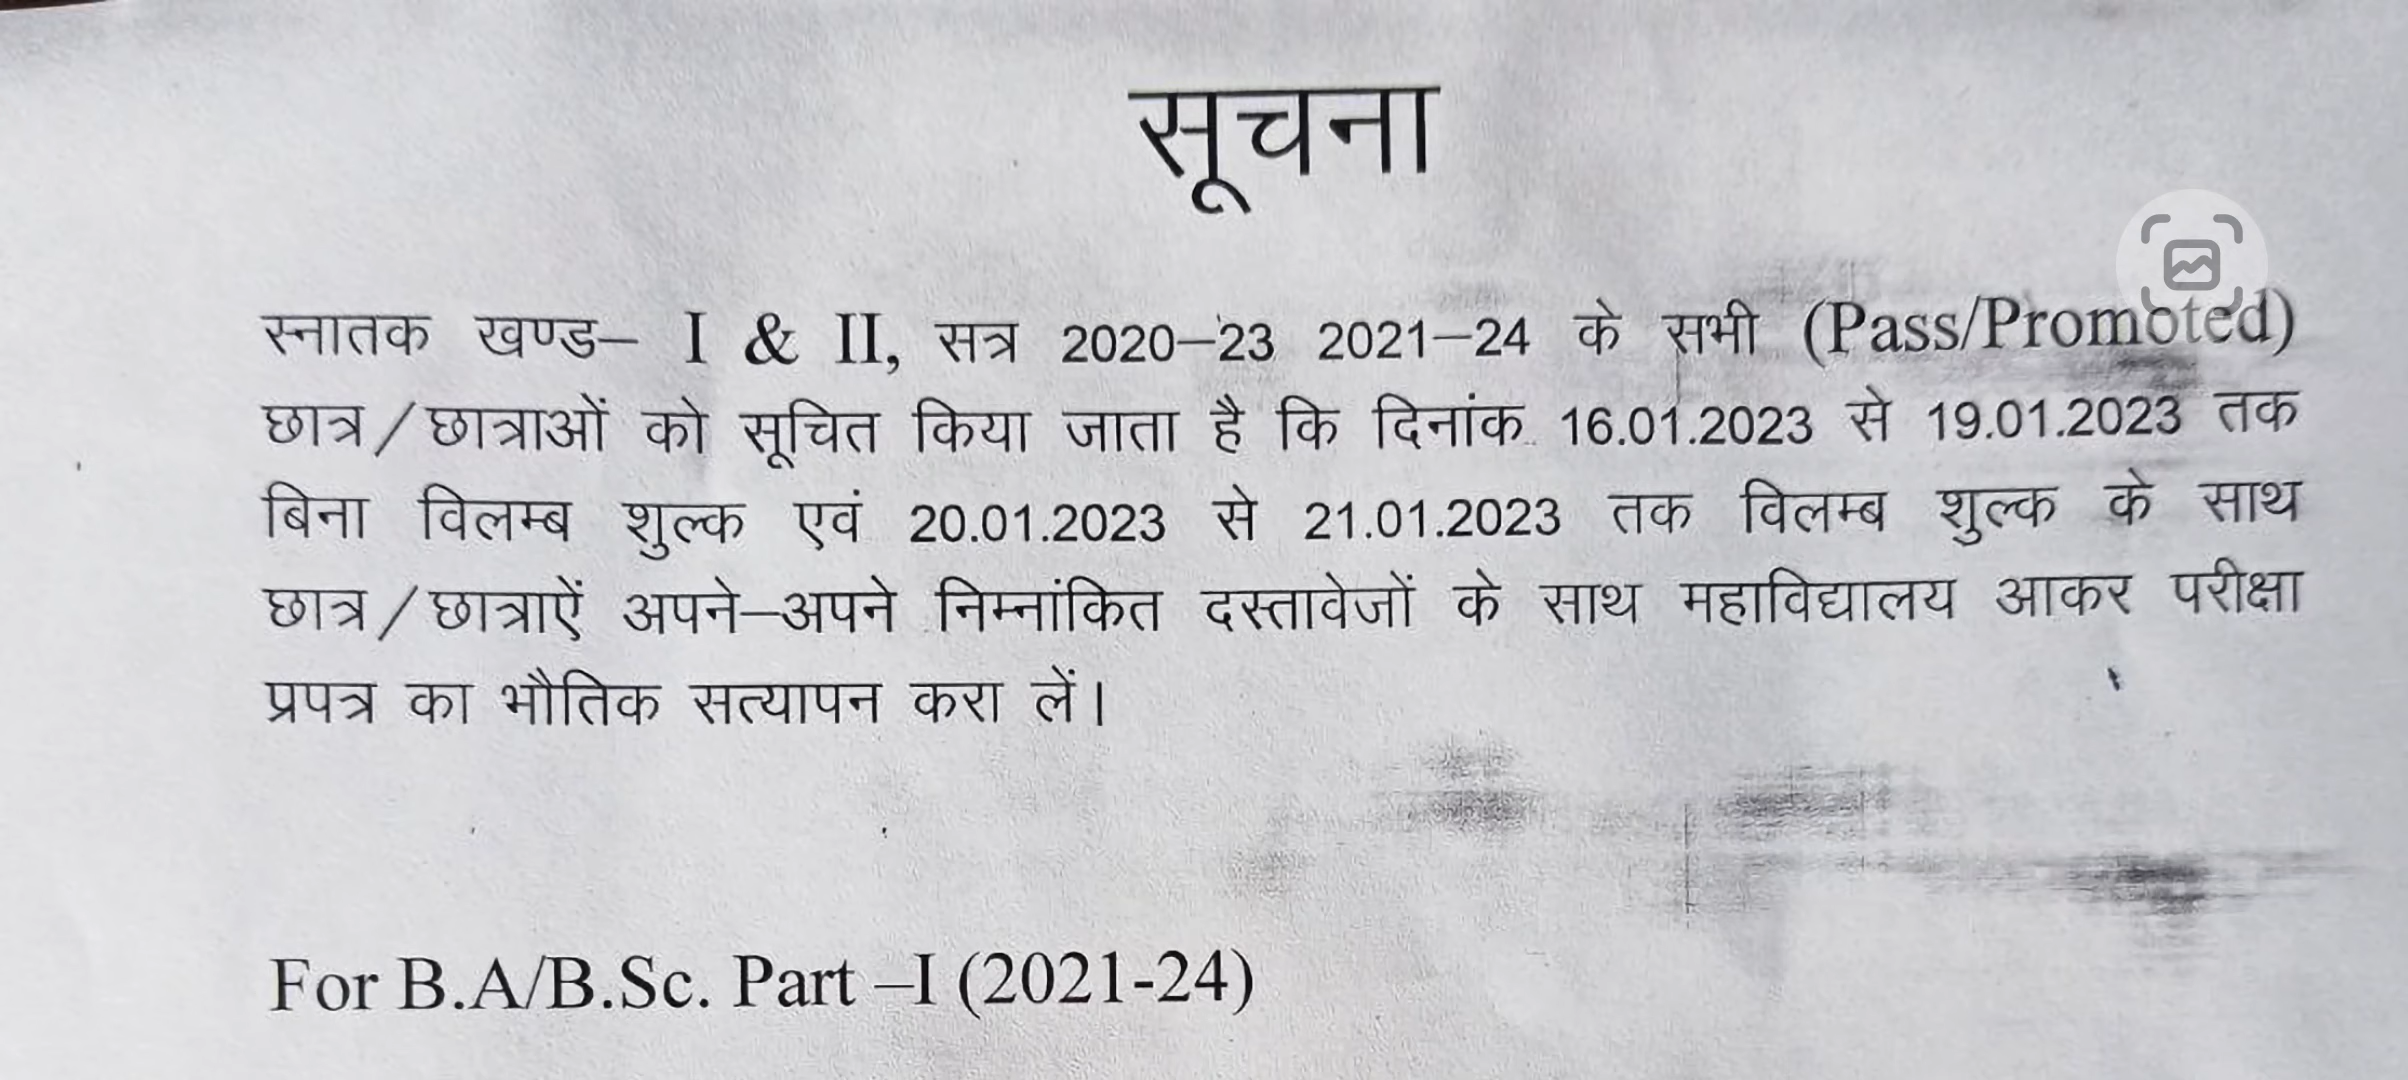 सूचना
स्नातक खण्ड– I & II, सत्र 2020–23 2021–24 के सभी (Pass/Promoted)
छात्र/छात्राओं को सूचित किया जाता है कि दिनांक 16.01.2023 से 19.01.2023 तक
बिना विलम्ब शुल्क एवं 20.01.2023 से 21.01.2023 तक विलम्ब शुल्क के साथ
छात्र/छात्राऐं अपने–अपने निम्नांकित दस्तावेजों के साथ महाविद्यालय आकर परीक्षा
प्रपत्र का भौतिक सत्यापन करा लें।
For B.A/B.Sc. Part –I (2021-24)